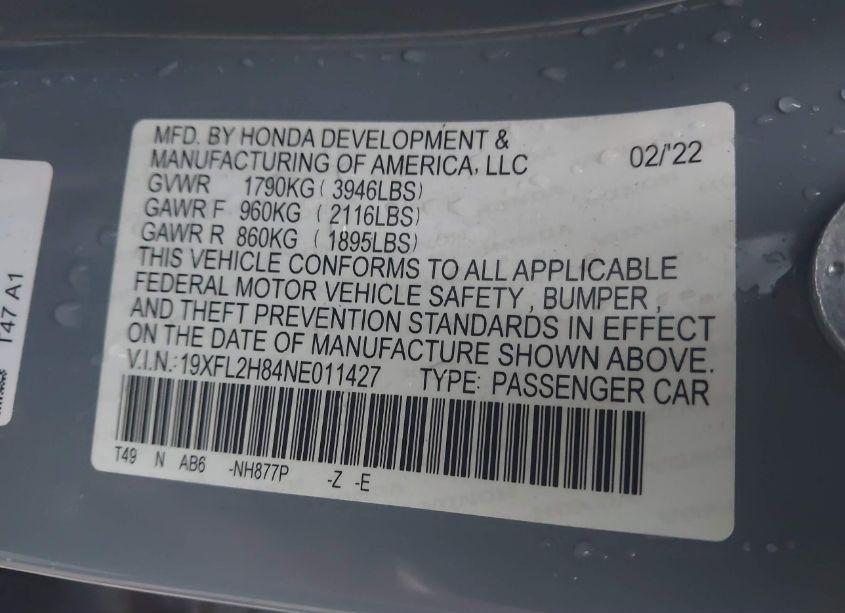 MFD. BY HONDA DEVELOPMENT &
MANUFACTURING OF AMERICA, LLC 02/'22
GVWR 1790KG ( 3946LBS)
GAWR F 960KG ( 2116LBS)
GAWR R 860KG ( 1895LBS)
THIS VEHICLE CONFORMS TO ALL APPLICABLE
FEDERAL MOTOR VEHICLE SAFETY , BUMPER ,
AND THEFT PREVENTION STANDARDS IN EFFECT
ON THE DATE OF MANUFACTURE SHOWN ABOVE.
V.I.N.: 19XFL2H84NE011427 TYPE: PASSENGER CAR
T49 N AB6 -NH877P -Z -E
T47 A1